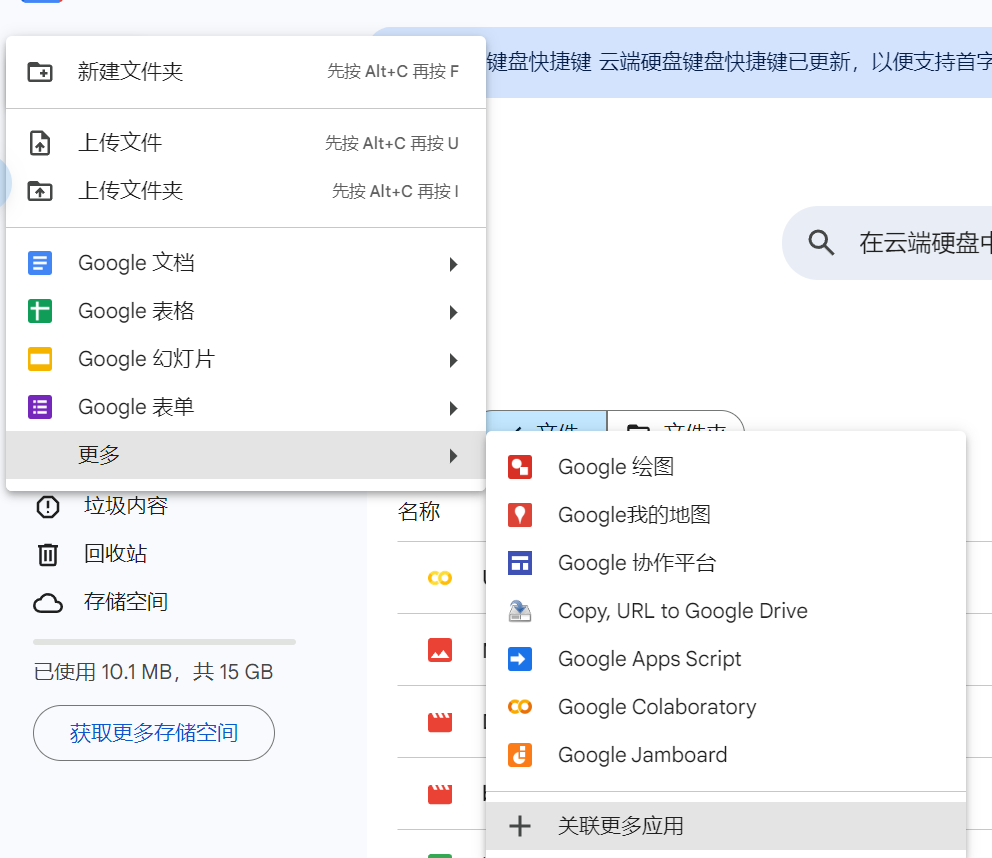 键盘快捷键 云端硬盘键盘快捷键已更新，以便支持首字
新建文件夹 先按 Alt+C 再按 F
上传文件 先按 Alt+C 再按 U
上传文件夹 先按 Alt+C 再按 I
在云端硬盘中
Google 文档
Google 表格
Google 幻灯片
Google 表单
更多
文件 文件夹
Google 绘图
Google我的地图
Google 协作平台
Copy, URL to Google Drive
Google Apps Script
Google Colaboratory
Google Jamboard
关联更多应用
垃圾内容
回收站
存储空间
已使用 10.1 MB，共 15 GB
获取更多存储空间
名称